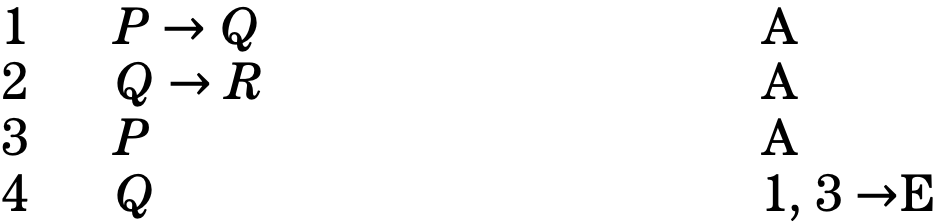 1 P → Q A
2 Q → R A
3 P A
4 Q 1, 3 →E